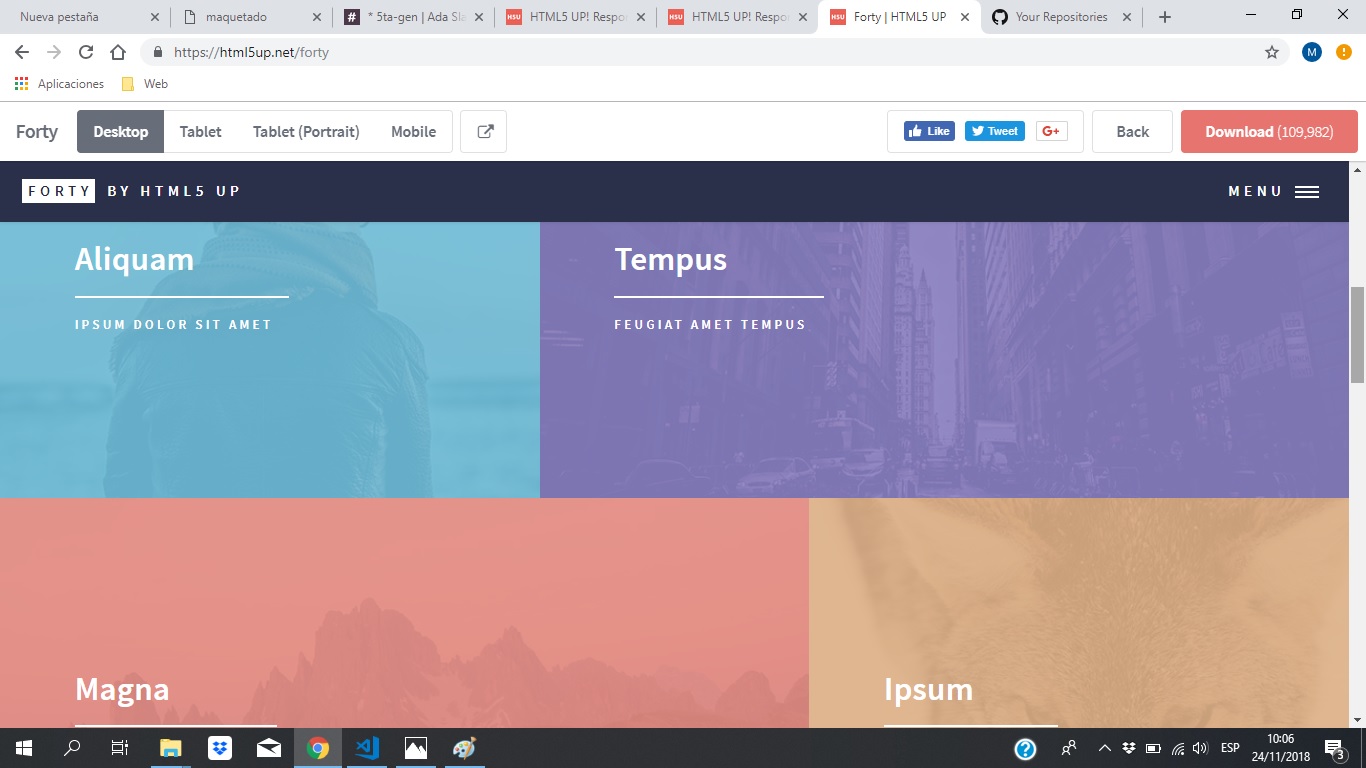 Nueva pestaña
maquetado
* 5ta-gen | Ada Sla
HTML5 UP! Respo
HTML5 UP! Respo
Forty | HTML5 UP
Your Repositories
https://html5up.net/forty
M
Aplicaciones
Web
Forty
Desktop
Tablet
Tablet (Portrait)
Mobile
Like
Tweet
G+
Back
Download (109,982)
FORTY BY HTML5 UP
MENU
Aliquam
IPSUM DOLOR SIT AMET
Tempus
FEUGIAT AMET TEMPUS
Magna
Ipsum
ESP
10:06
24/11/2018
3